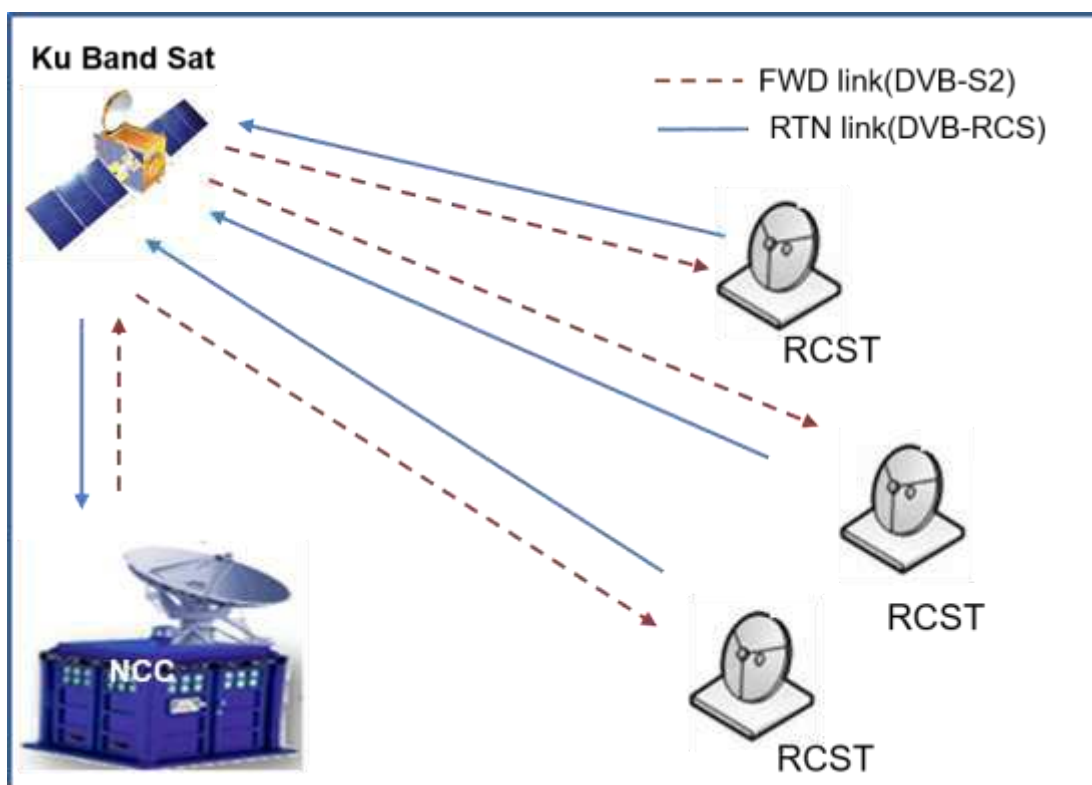 Ku Band Sat
FWD link(DVB-S2)
RTN link(DVB-RCS)
RCST
RCST
RCST
NCC